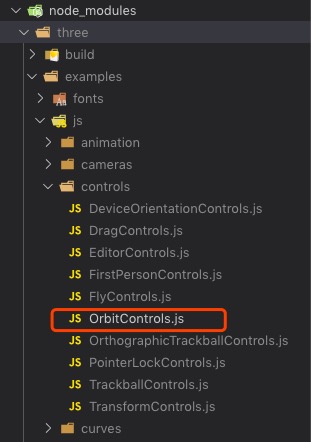 node_modules
three
build
examples
fonts
js
animation
cameras
controls
JS DeviceOrientationControls.js
JS DragControls.js
JS EditorControls.js
JS FirstPersonControls.js
JS FlyControls.js
JS OrbitControls.js
JS OrthographicTrackballControls.js
JS PointerLockControls.js
JS TrackballControls.js
JS TransformControls.js
curves